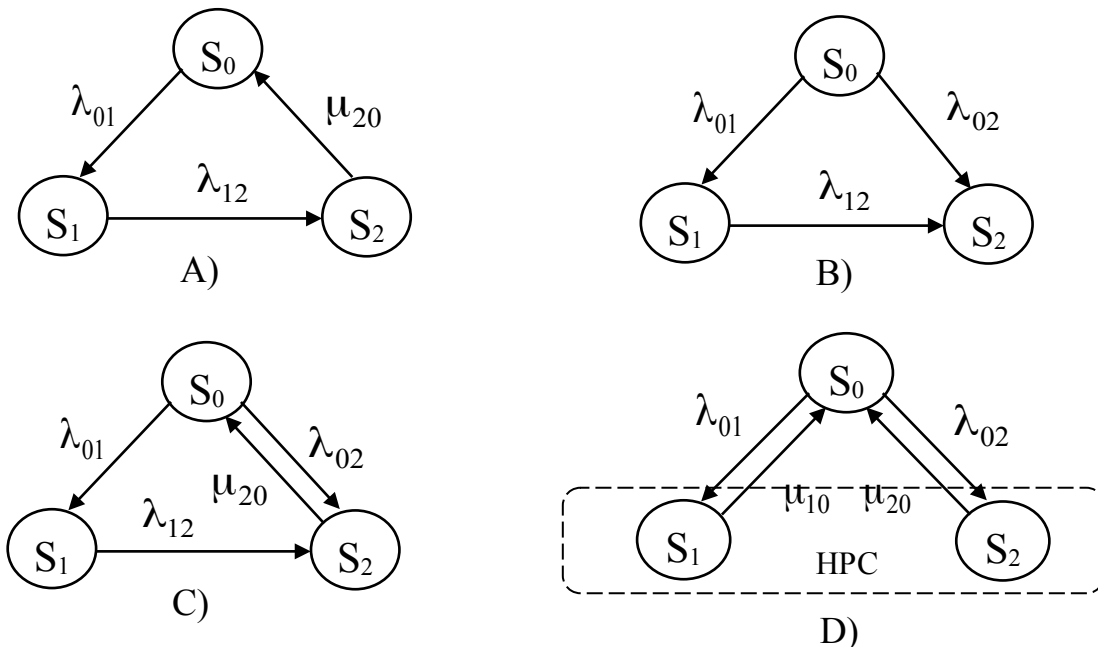 S₀ S₀
λ₀₁ μ₂₀ λ₀₁ λ₀₂
λ₁₂ λ₁₂
S₁ S₂ S₁ S₂
A) B)
S₀ S₀
λ₀₁ λ₀₂ λ₀₁ λ₀₂
μ₂₀ μ₁₀ μ₂₀
λ₁₂
S₁ S₂ S₁ HPC S₂
C) D)